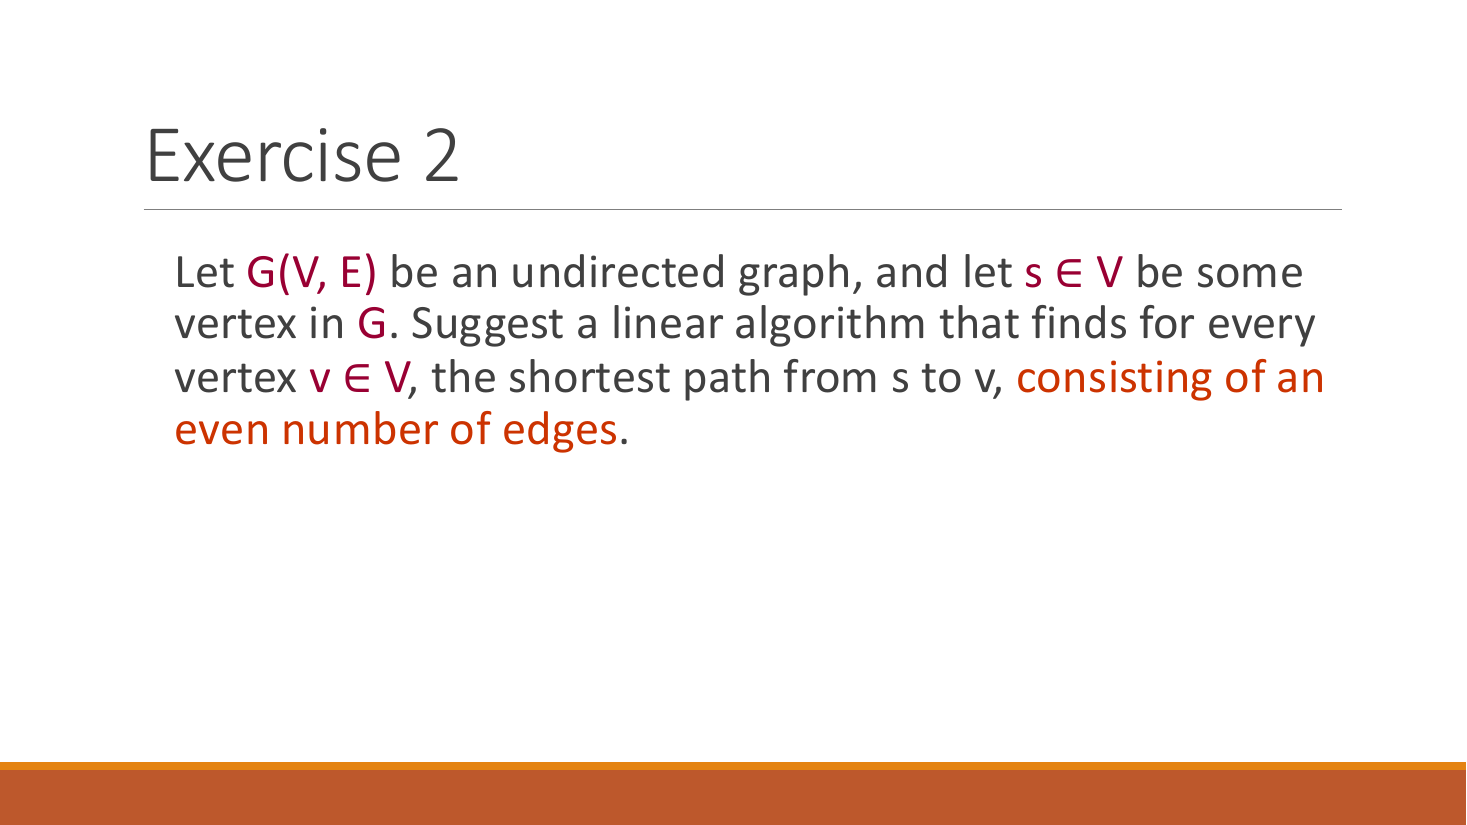 Exercise 2
Let G(V, E) be an undirected graph, and let s ∈ V be some
vertex in G. Suggest a linear algorithm that finds for every
vertex v ∈ V, the shortest path from s to v, consisting of an
even number of edges.